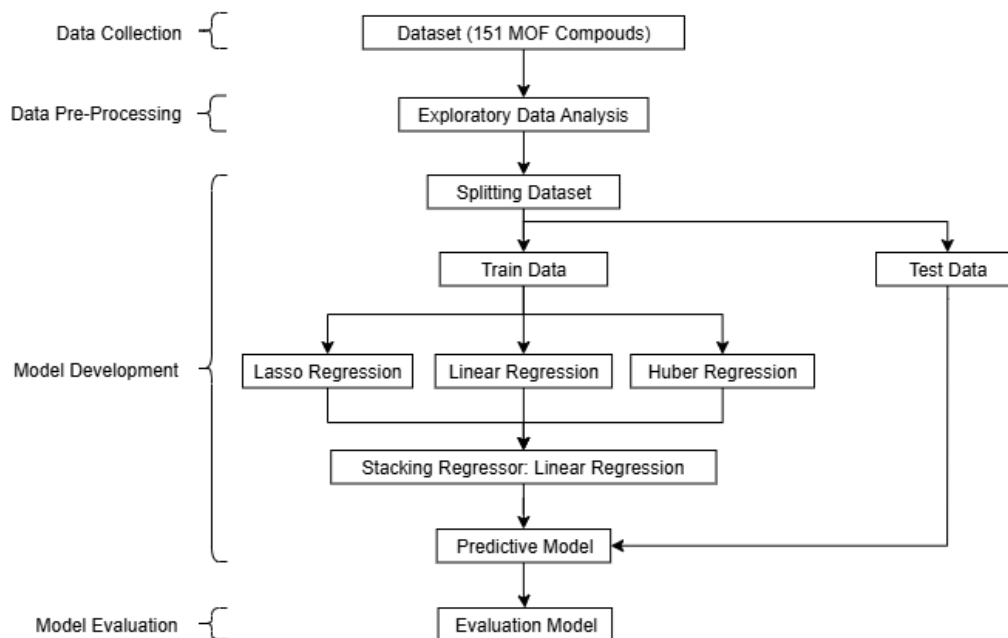 Data Collection
Dataset (151 MOF Compouds)
Data Pre-Processing
Exploratory Data Analysis
Splitting Dataset
Train Data
Test Data
Model Development
Lasso Regression
Linear Regression
Huber Regression
Stacking Regressor: Linear Regression
Predictive Model
Model Evaluation
Evaluation Model